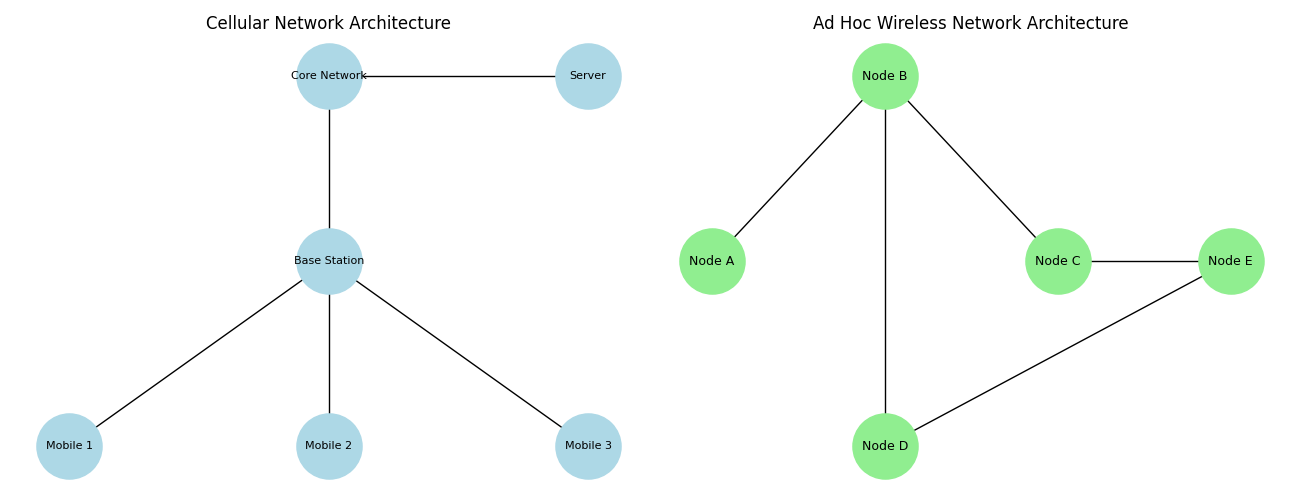 Cellular Network Architecture
Core Network
Server
Base Station
Mobile 1
Mobile 2
Mobile 3
Ad Hoc Wireless Network Architecture
Node B
Node A
Node C
Node E
Node D